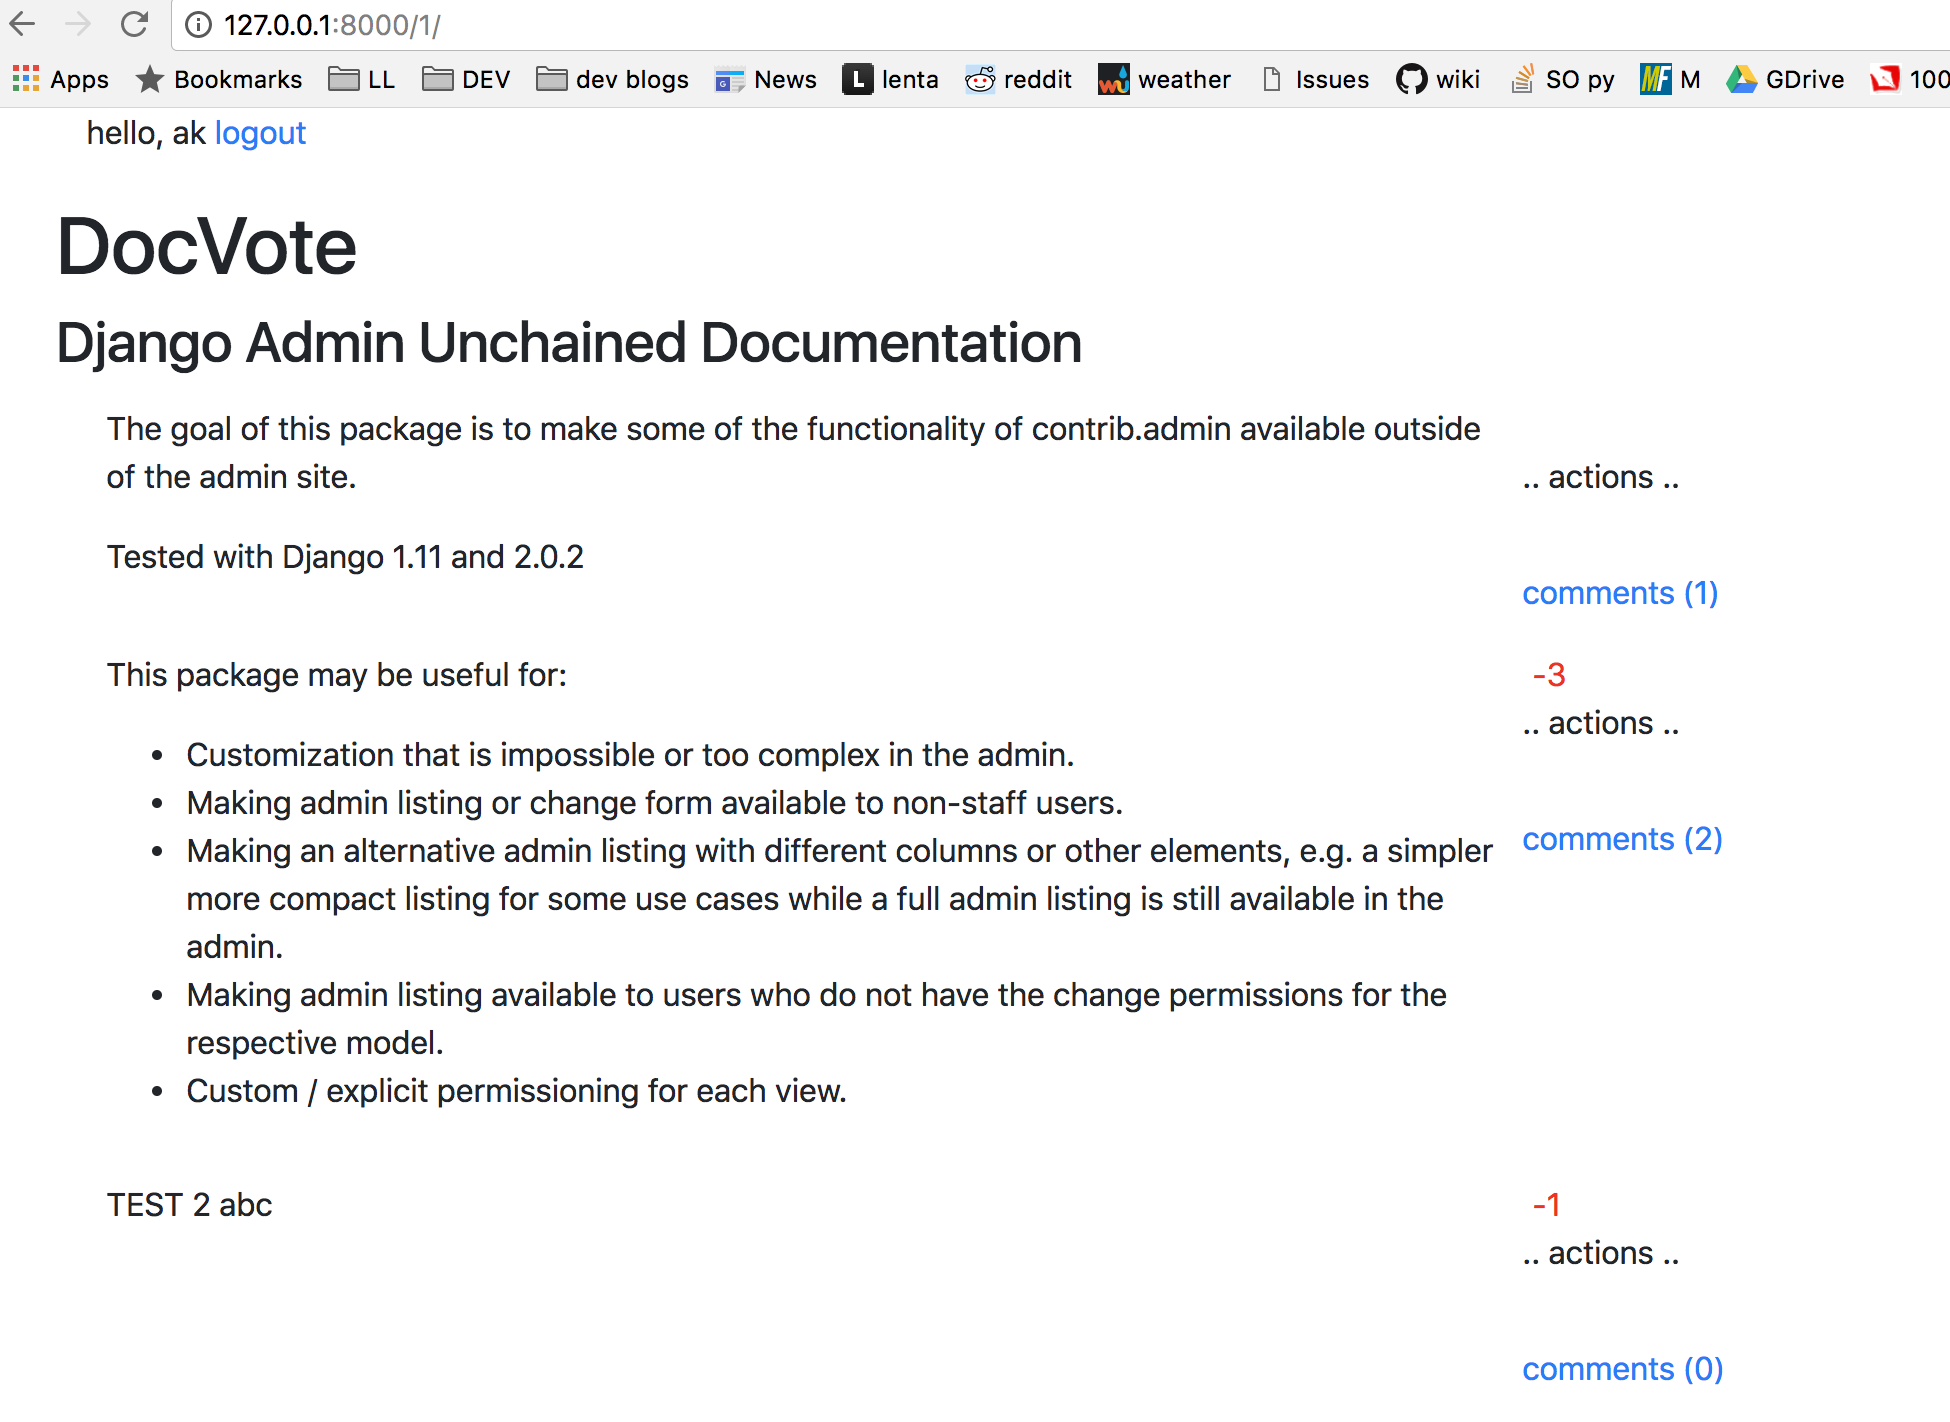 127.0.0.1:8000/1/
Apps Bookmarks LL DEV dev blogs News L lenta reddit wu weather Issues wiki SO py MF M GDrive 100
hello, ak logout
DocVote
Django Admin Unchained Documentation
The goal of this package is to make some of the functionality of contrib.admin available outside
of the admin site.
.. actions ..
Tested with Django 1.11 and 2.0.2
comments (1)
This package may be useful for:
-3
.. actions ..
• Customization that is impossible or too complex in the admin.
• Making admin listing or change form available to non-staff users.
• Making an alternative admin listing with different columns or other elements, e.g. a simpler
more compact listing for some use cases while a full admin listing is still available in the
admin.
comments (2)
• Making admin listing available to users who do not have the change permissions for the
respective model.
• Custom / explicit permissioning for each view.
TEST 2 abc
-1
.. actions ..
comments (0)